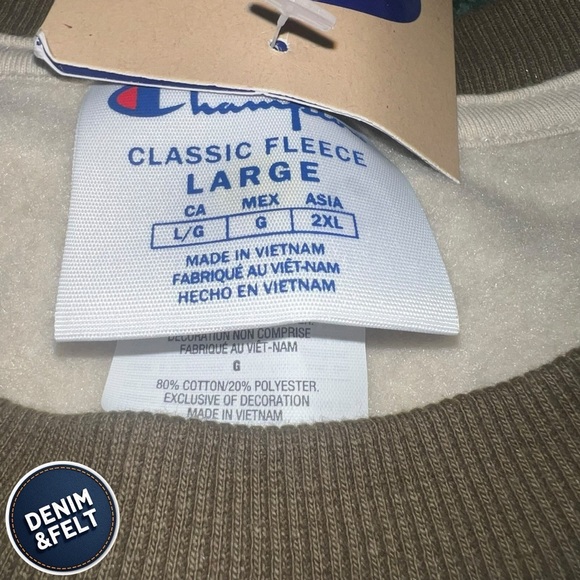 Champion
CLASSIC FLEECE
LARGE
CA MEX ASIA
L/G G 2XL
MADE IN VIETNAM
FABRIQUÉ AU VIÊT-NAM
HECHO EN VIETNAM
DECORATION NON COMPRISE
FABRIQUÉ AU VIÊT-NAM
G
80% COTTON/20% POLYESTER.
EXCLUSIVE OF DECORATION
MADE IN VIETNAM
DENIM
&FELT